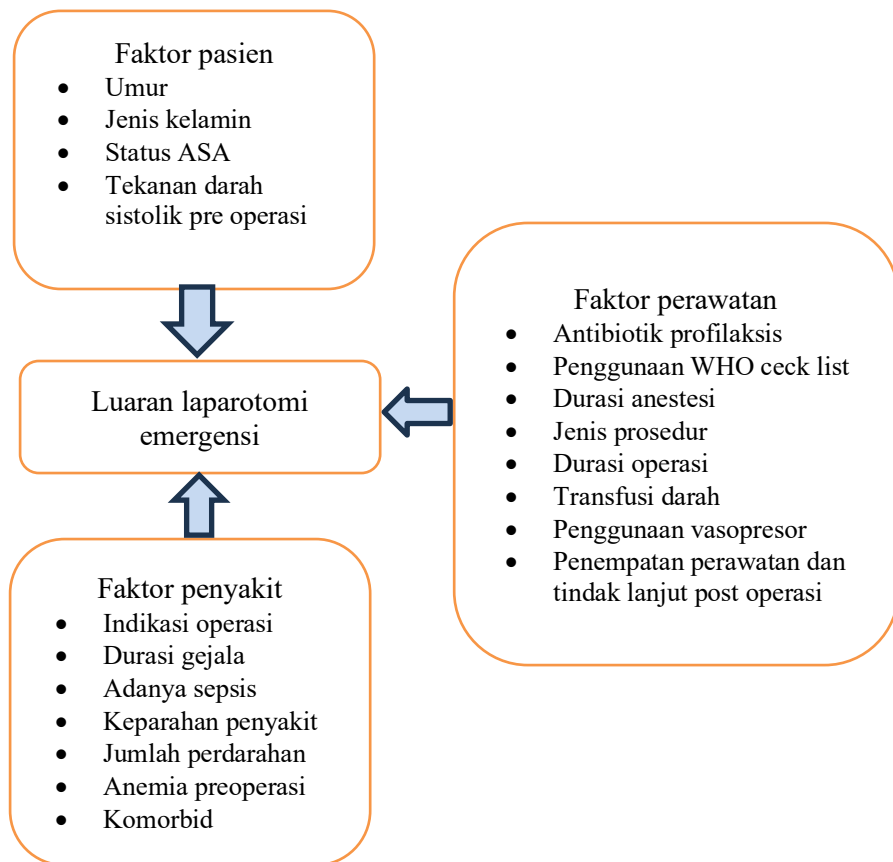 Faktor pasien
• Umur
• Jenis kelamin
• Status ASA
• Tekanan darah
sistolik pre operasi
Faktor perawatan
• Antibiotik profilaksis
• Penggunaan WHO ceck list
• Durasi anestesi
• Jenis prosedur
• Durasi operasi
• Transfusi darah
• Penggunaan vasopresor
• Penempatan perawatan dan
tindak lanjut post operasi
Luaran laparotomi
emergensi
Faktor penyakit
• Indikasi operasi
• Durasi gejala
• Adanya sepsis
• Keparahan penyakit
• Jumlah perdarahan
• Anemia preoperasi
• Komorbid